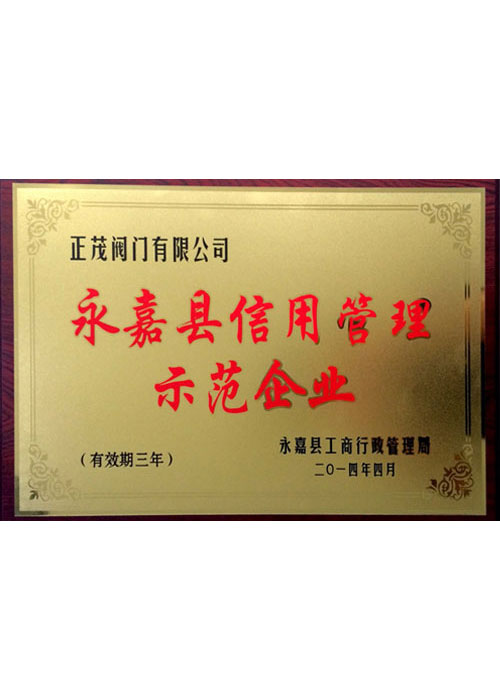 正茂阀门有限公司
永嘉县信用管理
示范企业
（有效期三年）
永嘉县工商行政管理局
二〇一四年四月